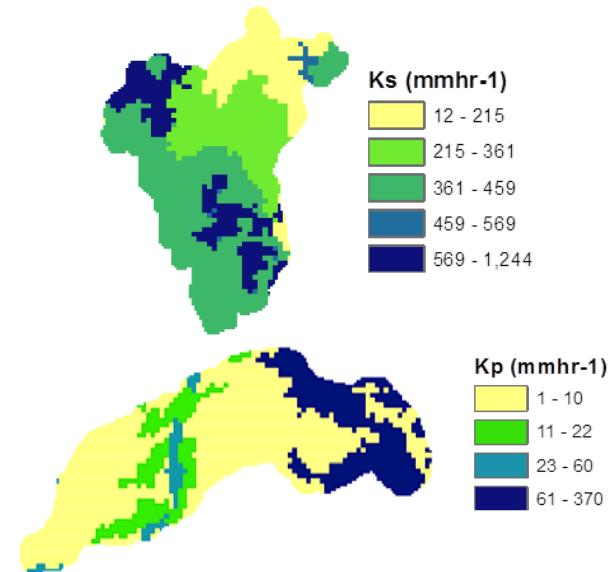 Ks (mmhr-1)
12 - 215
215 - 361
361 - 459
459 - 569
569 - 1,244
Kp (mmhr-1)
1 - 10
11 - 22
23 - 60
61 - 370